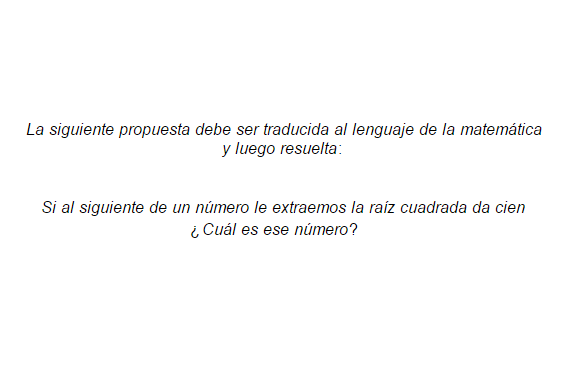 La siguiente propuesta debe ser traducida al lenguaje de la matemática
y luego resuelta:
Si al siguiente de un número le extraemos la raíz cuadrada da cien
¿ Cuál es ese número?